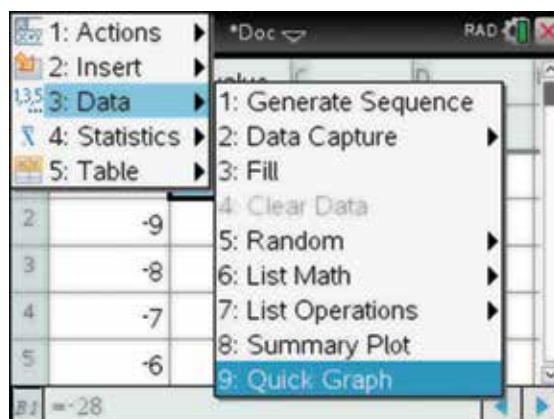 1: Actions
2: Insert
3: Data
4: Statistics
5: Table
*Doc
RAD
1: Generate Sequence
2: Data Capture
3: Fill
4: Clear Data
5: Random
6: List Math
7: List Operations
8: Summary Plot
9: Quick Graph
2 -9
3 -8
4 -7
5 -6
B1 =-28